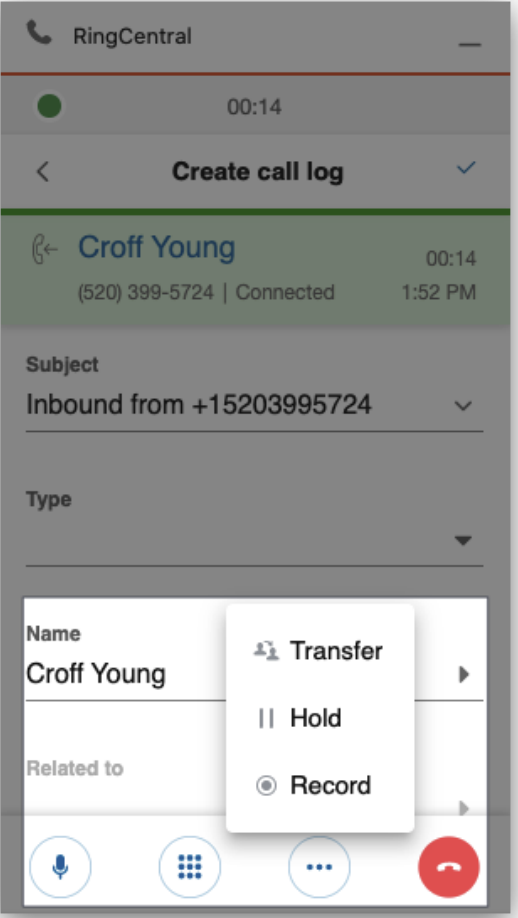 RingCentral
00:14
Create call log
Croff Young
00:14
(520) 399-5724 | Connected
1:52 PM
Subject
Inbound from +15203995724
Type
Name
Croff Young
Transfer
Hold
Record
Related to